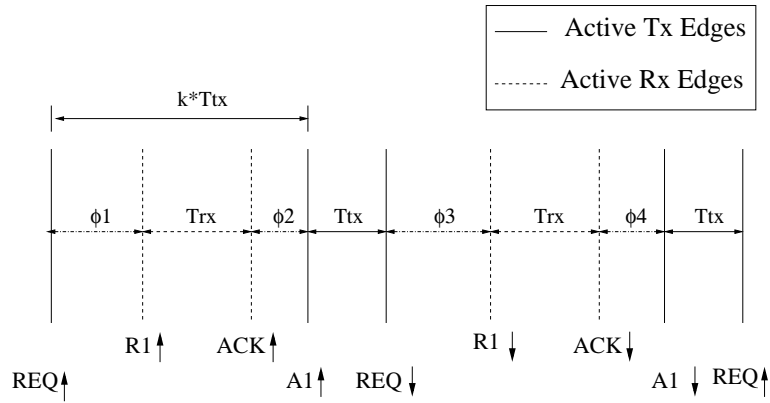 Active Tx Edges
Active Rx Edges
k*Ttx
ϕ1 Trx ϕ2 Ttx ϕ3 Trx ϕ4 Ttx
R1 ACK R1 ACK
REQ A1 REQ A1 REQ